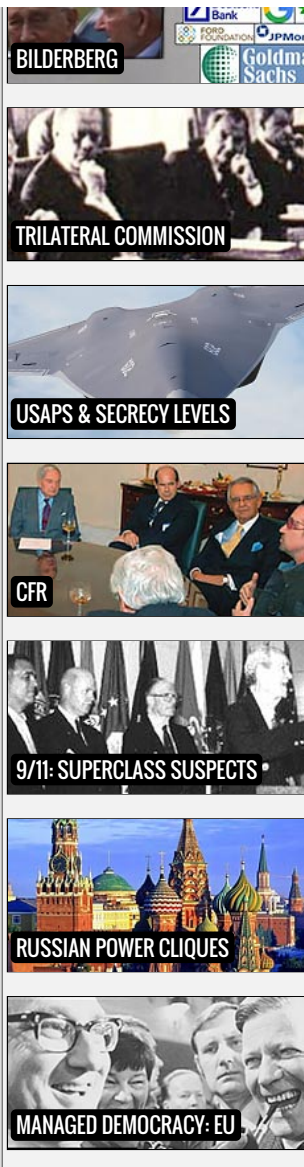 Bank
FORD
FOUNDATION
JPMor
Goldma
Sachs
BILDERBERG
TRILATERAL COMMISSION
USAPS & SECRECY LEVELS
CFR
9/11: SUPERCLASS SUSPECTS
RUSSIAN POWER CLIQUES
MANAGED DEMOCRACY: EU